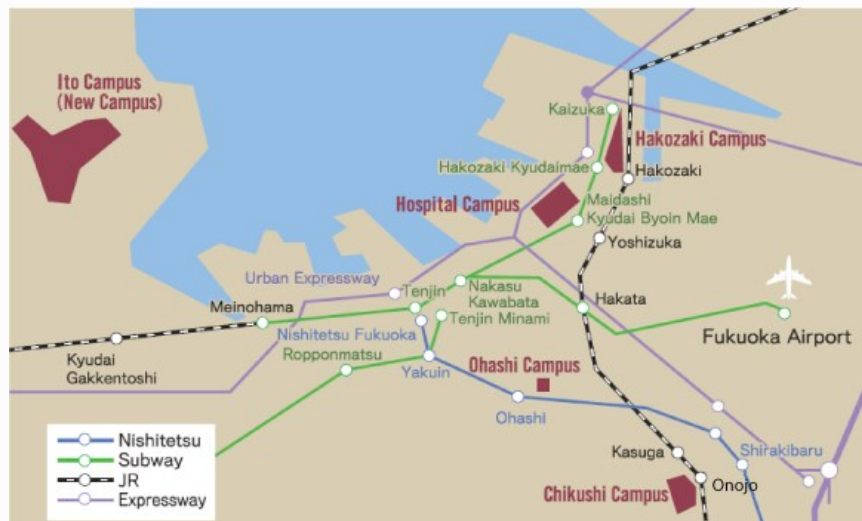 Ito Campus
(New Campus)
Kaizuka
Hakozaki Campus
Hakozaki Kyudaimae
Hakozaki
Hospital Campus
Maidashi
Kyudai Byoin Mae
Yoshizuka
Urban Expressway
Meinohama
Tenjin
Nakasu
Kawabata
Hakata
Tenjin Minami
Nishitetsu Fukuoka
Fukuoka Airport
Kyudai
Gakkentoshi
Ropponmatsu
Yakuin
Ohashi Campus
Ohashi
Nishitetsu
Subway
JR
Expressway
Kasuga
Shirakibaru
Onojo
Chikushi Campus